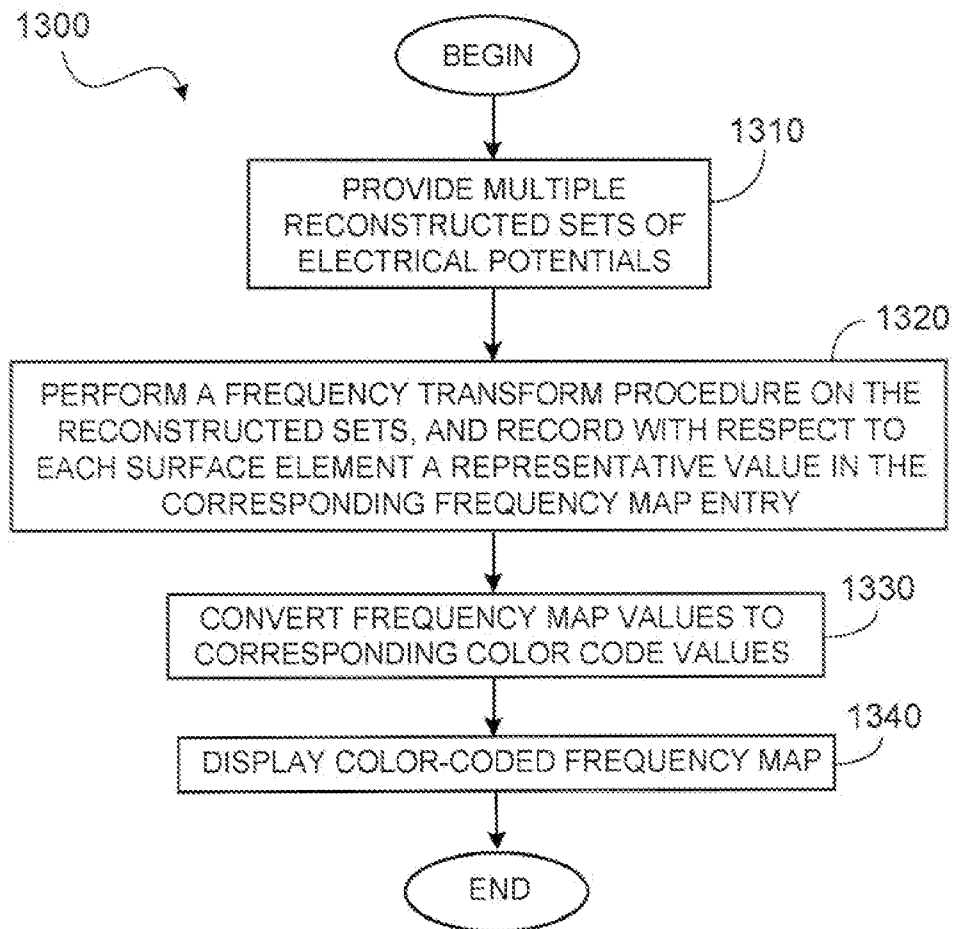 1300
BEGIN
1310
PROVIDE MULTIPLE
RECONSTRUCTED SETS OF
ELECTRICAL POTENTIALS
1320
PERFORM A FREQUENCY TRANSFORM PROCEDURE ON THE
RECONSTRUCTED SETS, AND RECORD WITH RESPECT TO
EACH SURFACE ELEMENT A REPRESENTATIVE VALUE IN THE
CORRESPONDING FREQUENCY MAP ENTRY
1330
CONVERT FREQUENCY MAP VALUES TO
CORRESPONDING COLOR CODE VALUES
1340
DISPLAY COLOR-CODED FREQUENCY MAP
END